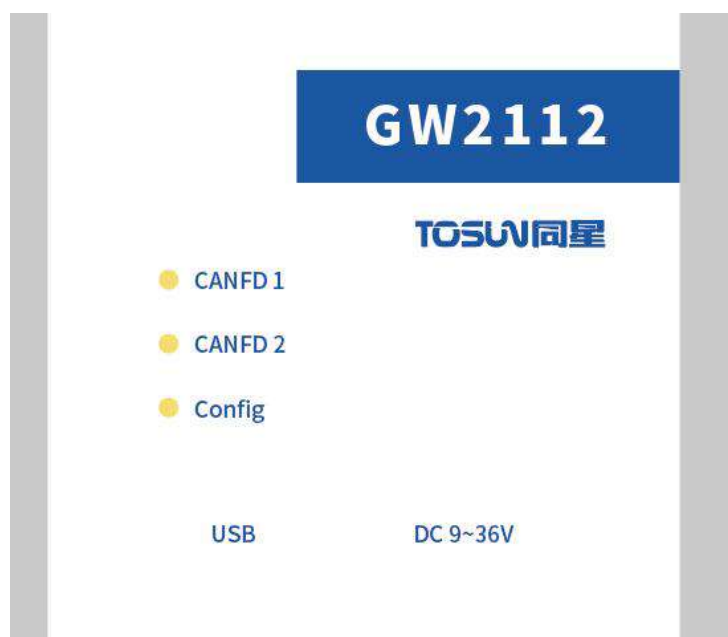 GW2112
TOSUN同星
CANFD 1
CANFD 2
Config
USB DC 9~36V